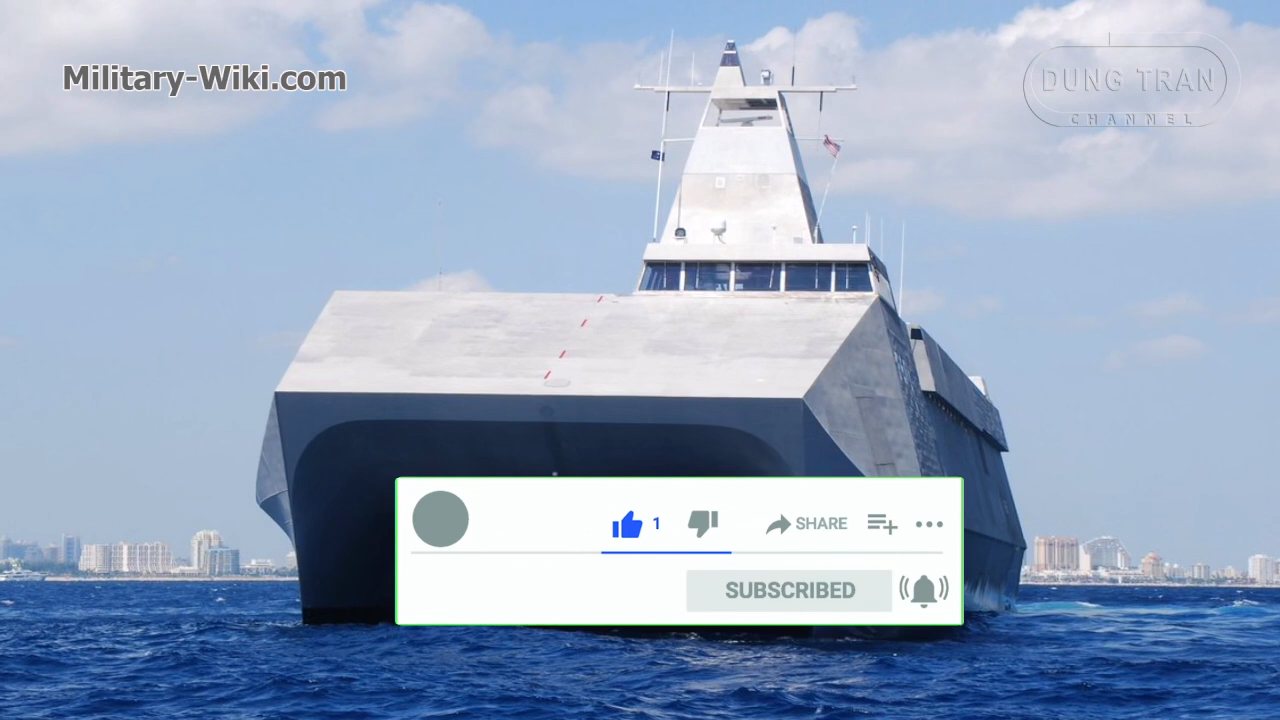 Military-Wiki.com
DUNG TRAN
CHANNEL
1
SHARE
SUBSCRIBED